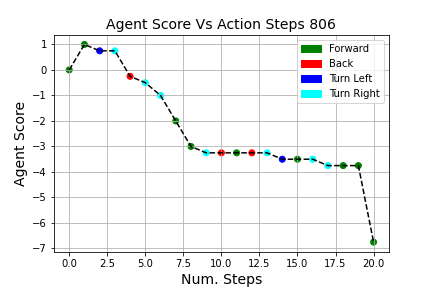 Agent Score Vs Action Steps 806
Forward
Back
Turn Left
Turn Right
Agent Score
1
0
−1
−2
−3
−4
−5
−6
−7
0.0 2.5 5.0 7.5 10.0 12.5 15.0 17.5 20.0
Num. Steps